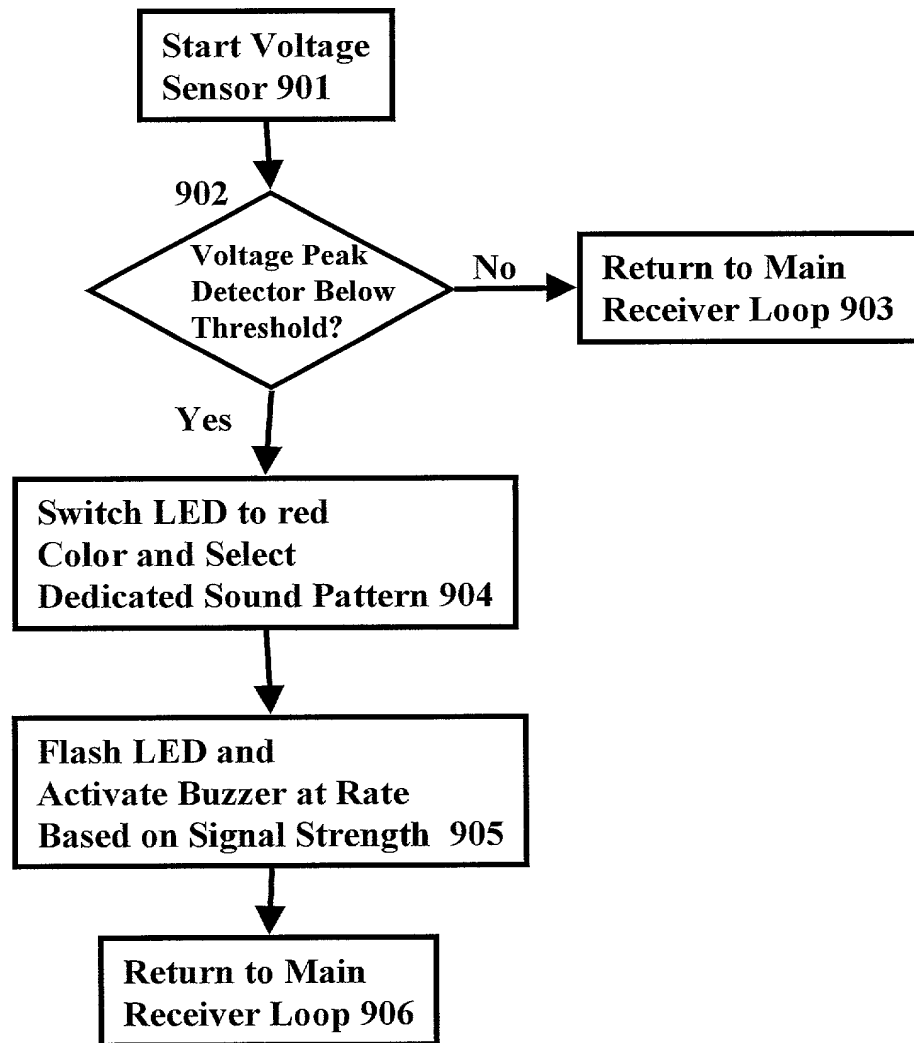 Start Voltage
Sensor 901
902
Voltage Peak
Detector Below
Threshold?
No
Return to Main
Receiver Loop 903
Yes
Switch LED to red
Color and Select
Dedicated Sound Pattern 904
Flash LED and
Activate Buzzer at Rate
Based on Signal Strength 905
Return to Main
Receiver Loop 906